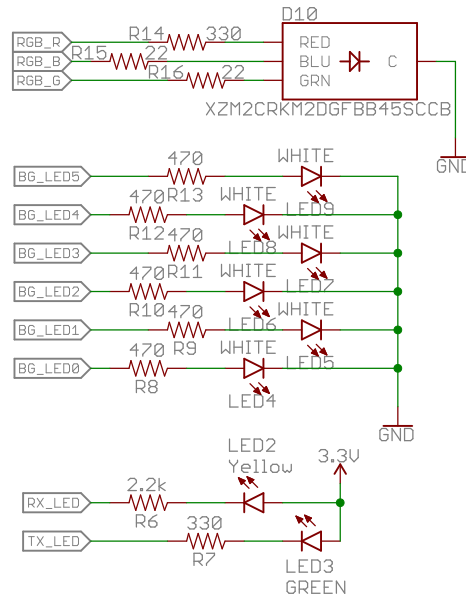 D10
RGB_R R14 330 RED
RGB_B R15 22 BLU C
RGB_G R16 22 GRN
XZM2CRKM2DGFBB45SCCB
GND
470 WHITE
BG_LED5 R13 LED9
470 WHITE
BG_LED4 R12 LED8
470 WHITE
BG_LED3 R11 LED7
470 WHITE
BG_LED2 R10 LED6
470 WHITE
BG_LED1 R9 LED5
470 WHITE
BG_LED0 R8 LED4
GND
LED2
Yellow 3.3V
2.2k
RX_LED R6
330
TX_LED R7
LED3
GREEN